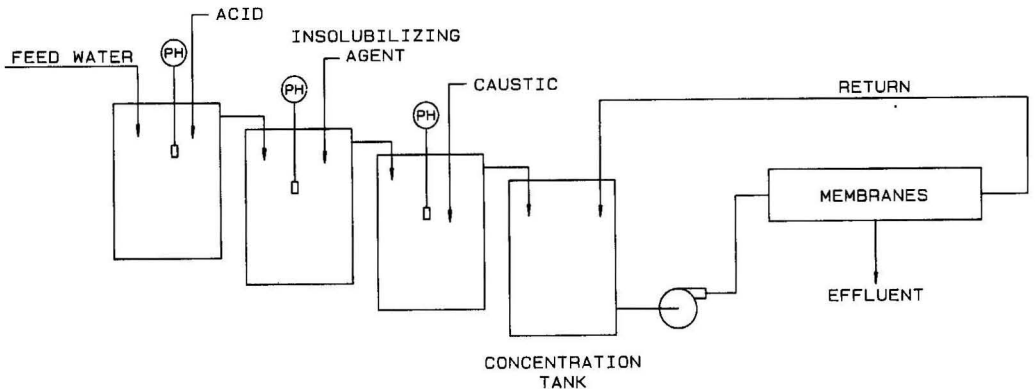 ACID
FEED WATER
PH
INSOLUBILIZING
AGENT
PH
CAUSTIC
PH
RETURN
MEMBRANES
EFFLUENT
CONCENTRATION
TANK